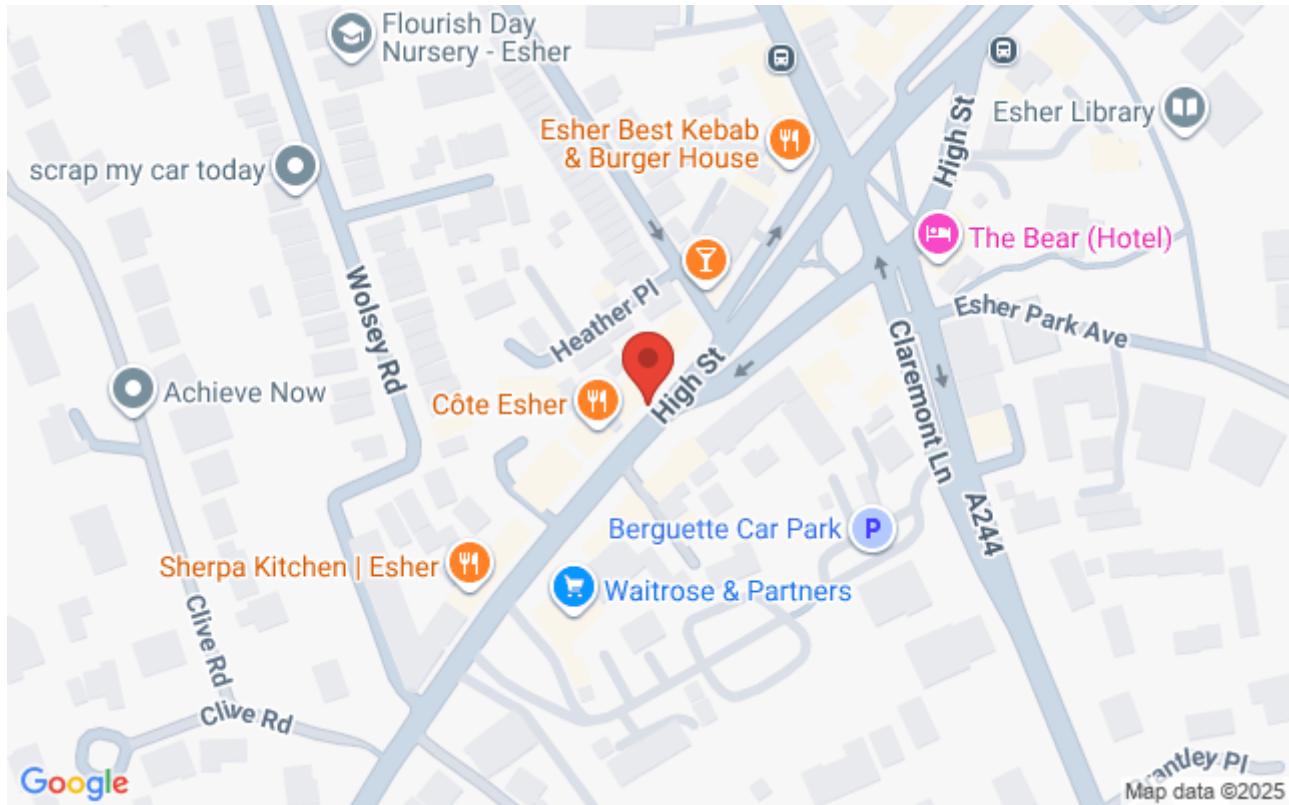 Flourish Day
Nursery - Esher
Esher Best Kebab
& Burger House
Esher Library
scrap my car today
High St
The Bear (Hotel)
Heather Pl
Wolsey Rd
Esher Park Ave
Claremont Ln
Achieve Now
Côte Esher
High St
A244
Berguette Car Park
P
Sherpa Kitchen | Esher
Waitrose & Partners
Clive Rd
Clive Rd
Google
Map data ©2025